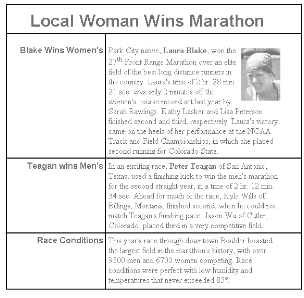 Local Woman Wins Marathon
Blake Wins Women's
Park City native, Laura Blake, won the
27th Front Range Marathon over an elite
field of the best long distance runners in
the country. Laura's time of 2 hr. 28 min.
21 sec. was only 2 minutes off the
women's course record set last year by
Sarah Rawlings. Kathy Lasker and Lisa Peterson
finished second and third, respectively. Laura's victory
came on the heels of her performance at the NCAA
Track and Field Championships, in which she placed
second running for Colorado State.
Teagan wins Men's
In an exciting race, Peter Teagan of San Antonio,
Texas, used a finishing kick to win the men's marathon
for the second straight year, in a time of 2 hr. 12 min.
34 sec. Ahead for much of the race, Kyle Wills of
Billings, Montana, finished second, when he could not
match Teagan's finishing pace. Jason Wu of Cutler,
Colorado, placed third in a very competitive field.
Race Conditions
This year's race through downtown Boulder boasted
the largest field in the marathon's history, with over
8500 men and 6700 women competing. Race
conditions were perfect with low humidity and
temperatures that never exceeded 85°.